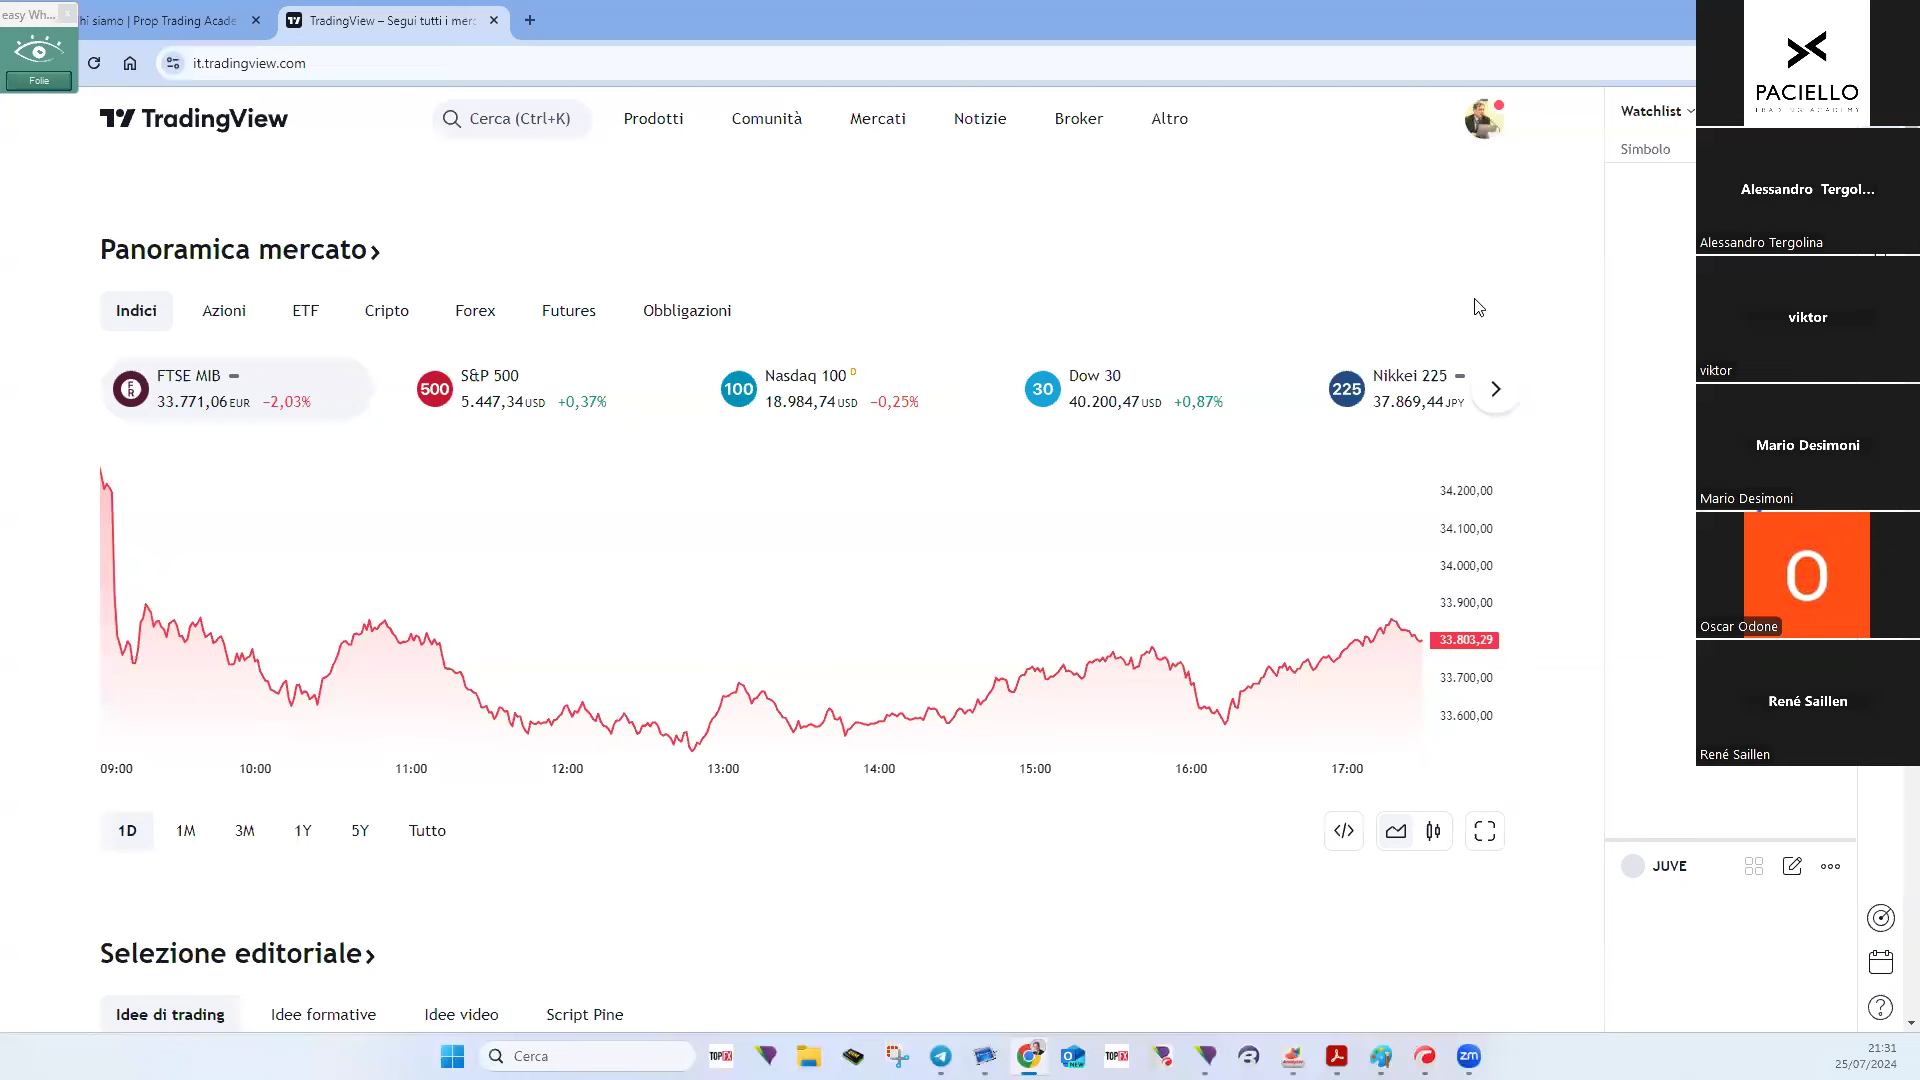 easy Wh...
x
Folie
hi siamo | Prop Trading Acade
TradingView – Segui tutti i merc
it.tradingview.com
TradingView
Cerca (Ctrl+K)
Prodotti
Comunità
Mercati
Notizie
Broker
Altro
Watchlist
Simbolo
Panoramica mercato
Indici
Azioni
ETF
Cripto
Forex
Futures
Obbligazioni
FTSE MIB
33.771,06 EUR −2,03%
500
S&P 500
5.447,34 USD +0,37%
100
Nasdaq 100 D
18.984,74 USD −0,25%
30
Dow 30
40.200,47 USD +0,87%
225
Nikkei 225
37.869,44 JPY
34.200,00
34.100,00
34.000,00
33.900,00
33.803,29
33.700,00
33.600,00
09:00
10:00
11:00
12:00
13:00
14:00
15:00
16:00
17:00
1D
1M
3M
1Y
5Y
Tutto
JUVE
Selezione editoriale
Idee di trading
Idee formative
Idee video
Script Pine
PACIELLO
TRADING ACADEMY
Alessandro Tergol...
Alessandro Tergolina
viktor
viktor
Mario Desimoni
Mario Desimoni
O
Oscar Odone
René Saillen
René Saillen
Cerca
TOPFX
NEW
TOPFX
zm
21:31
25/07/2024